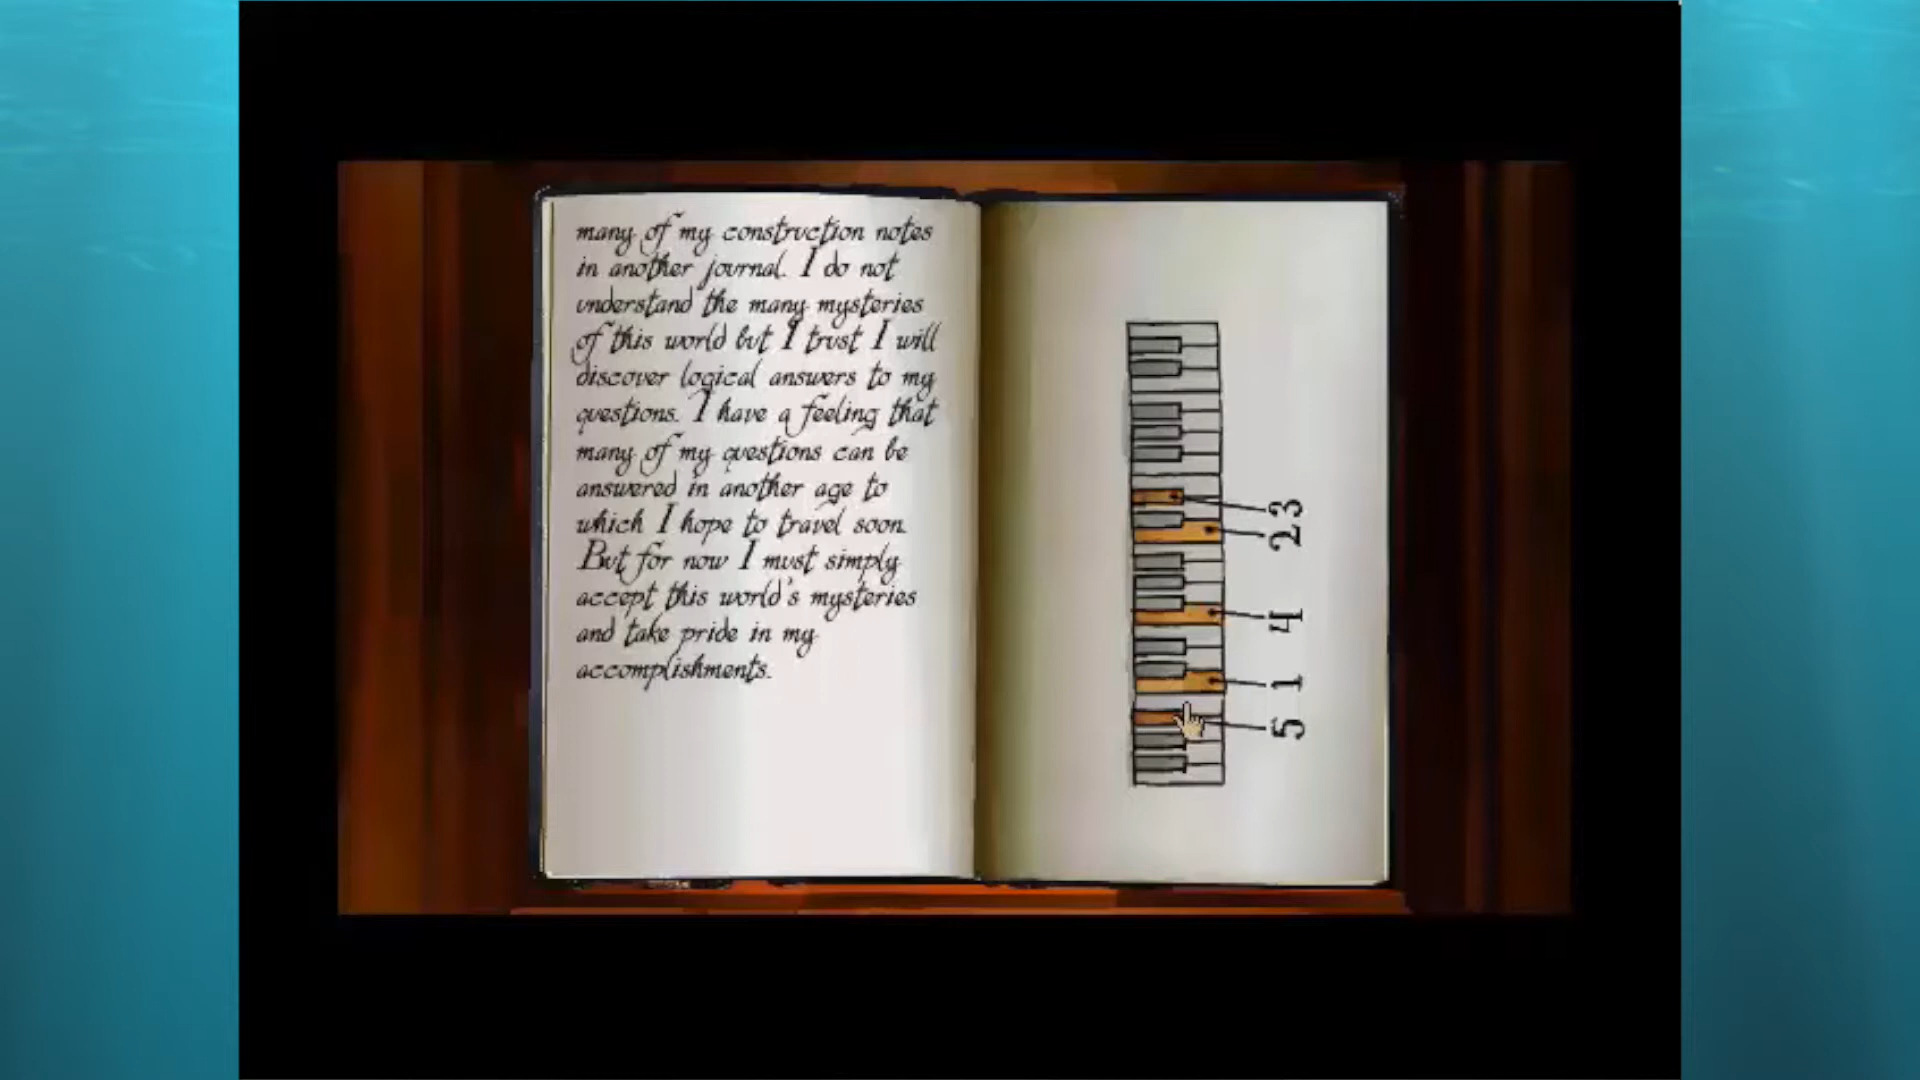 many of my construction notes
in another journal. I do not
understand the many mysteries
of this world but I trust I will
discover logical answers to my
questions. I have a feeling that
many of my questions can be
answered in another age to
which I hope to travel soon.
But for now I must simply
accept this world's mysteries
and take pride in my
accomplishments.
3
2
4
1
5